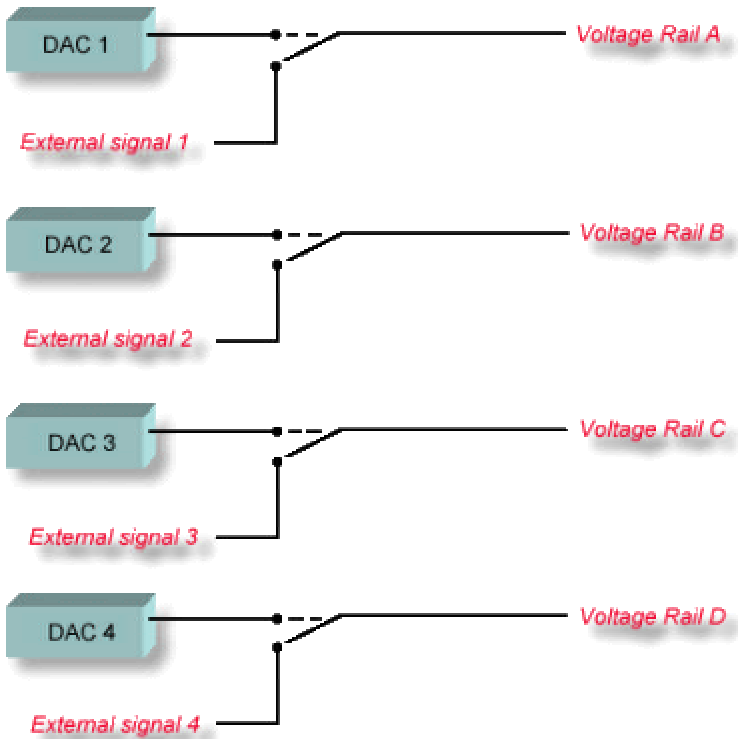 DAC 1
Voltage Rail A
External signal 1
DAC 2
Voltage Rail B
External signal 2
DAC 3
Voltage Rail C
External signal 3
DAC 4
Voltage Rail D
External signal 4